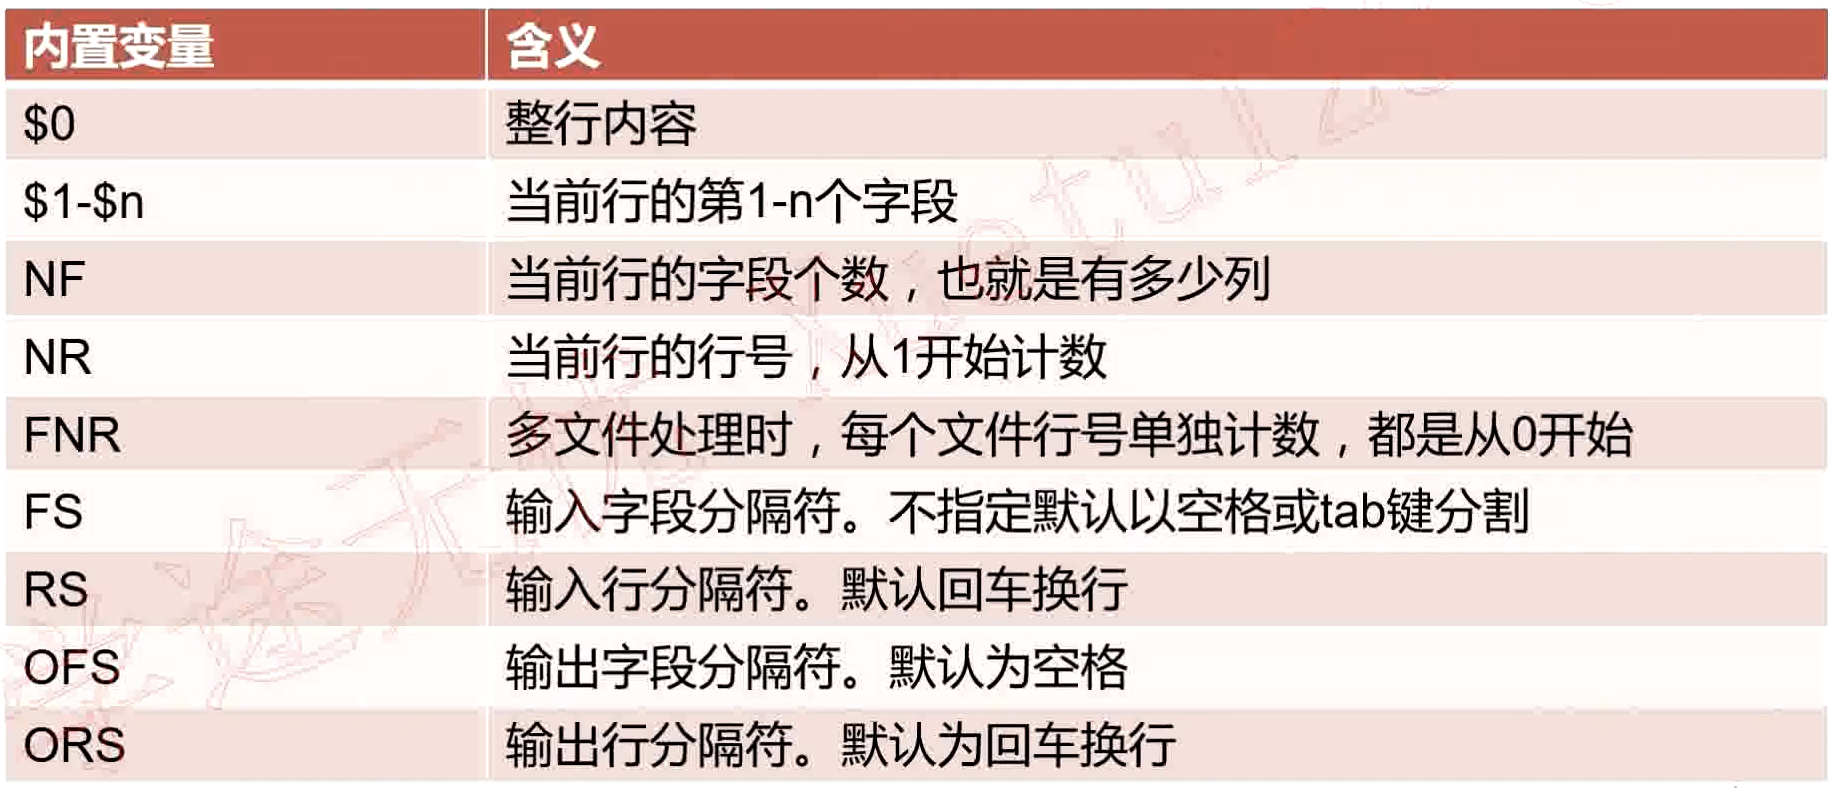 内置变量 含义
$0 整行内容
$1-$n 当前行的第1-n个字段
NF 当前行的字段个数，也就是有多少列
NR 当前行的行号，从1开始计数
FNR 多文件处理时，每个文件行号单独计数，都是从0开始
FS 输入字段分隔符。不指定默认以空格或tab键分割
RS 输入行分隔符。默认回车换行
OFS 输出字段分隔符。默认为空格
ORS 输出行分隔符。默认为回车换行